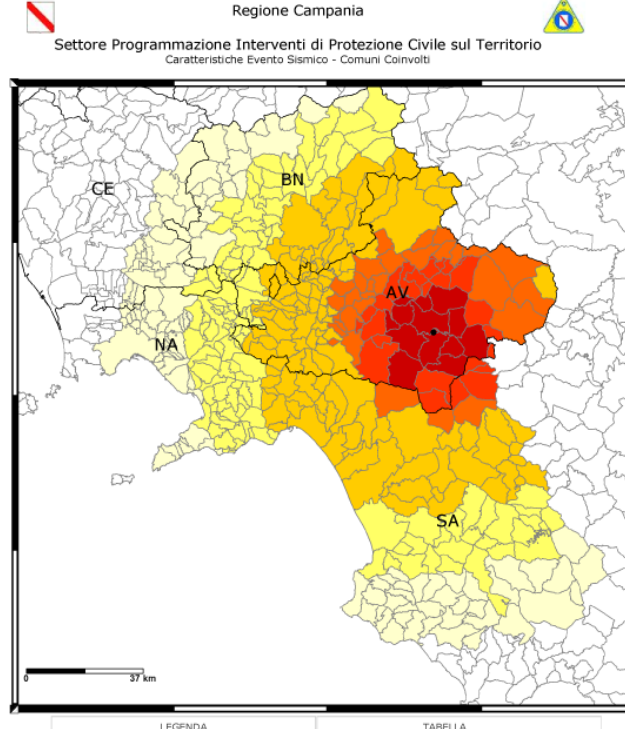 Regione Campania
Settore Programmazione Interventi di Protezione Civile sul Territorio
Caratteristiche Evento Sismico - Comuni Coinvolti
CE
BN
AV
NA
SA
0 37 km
LEGENDA TABELLA